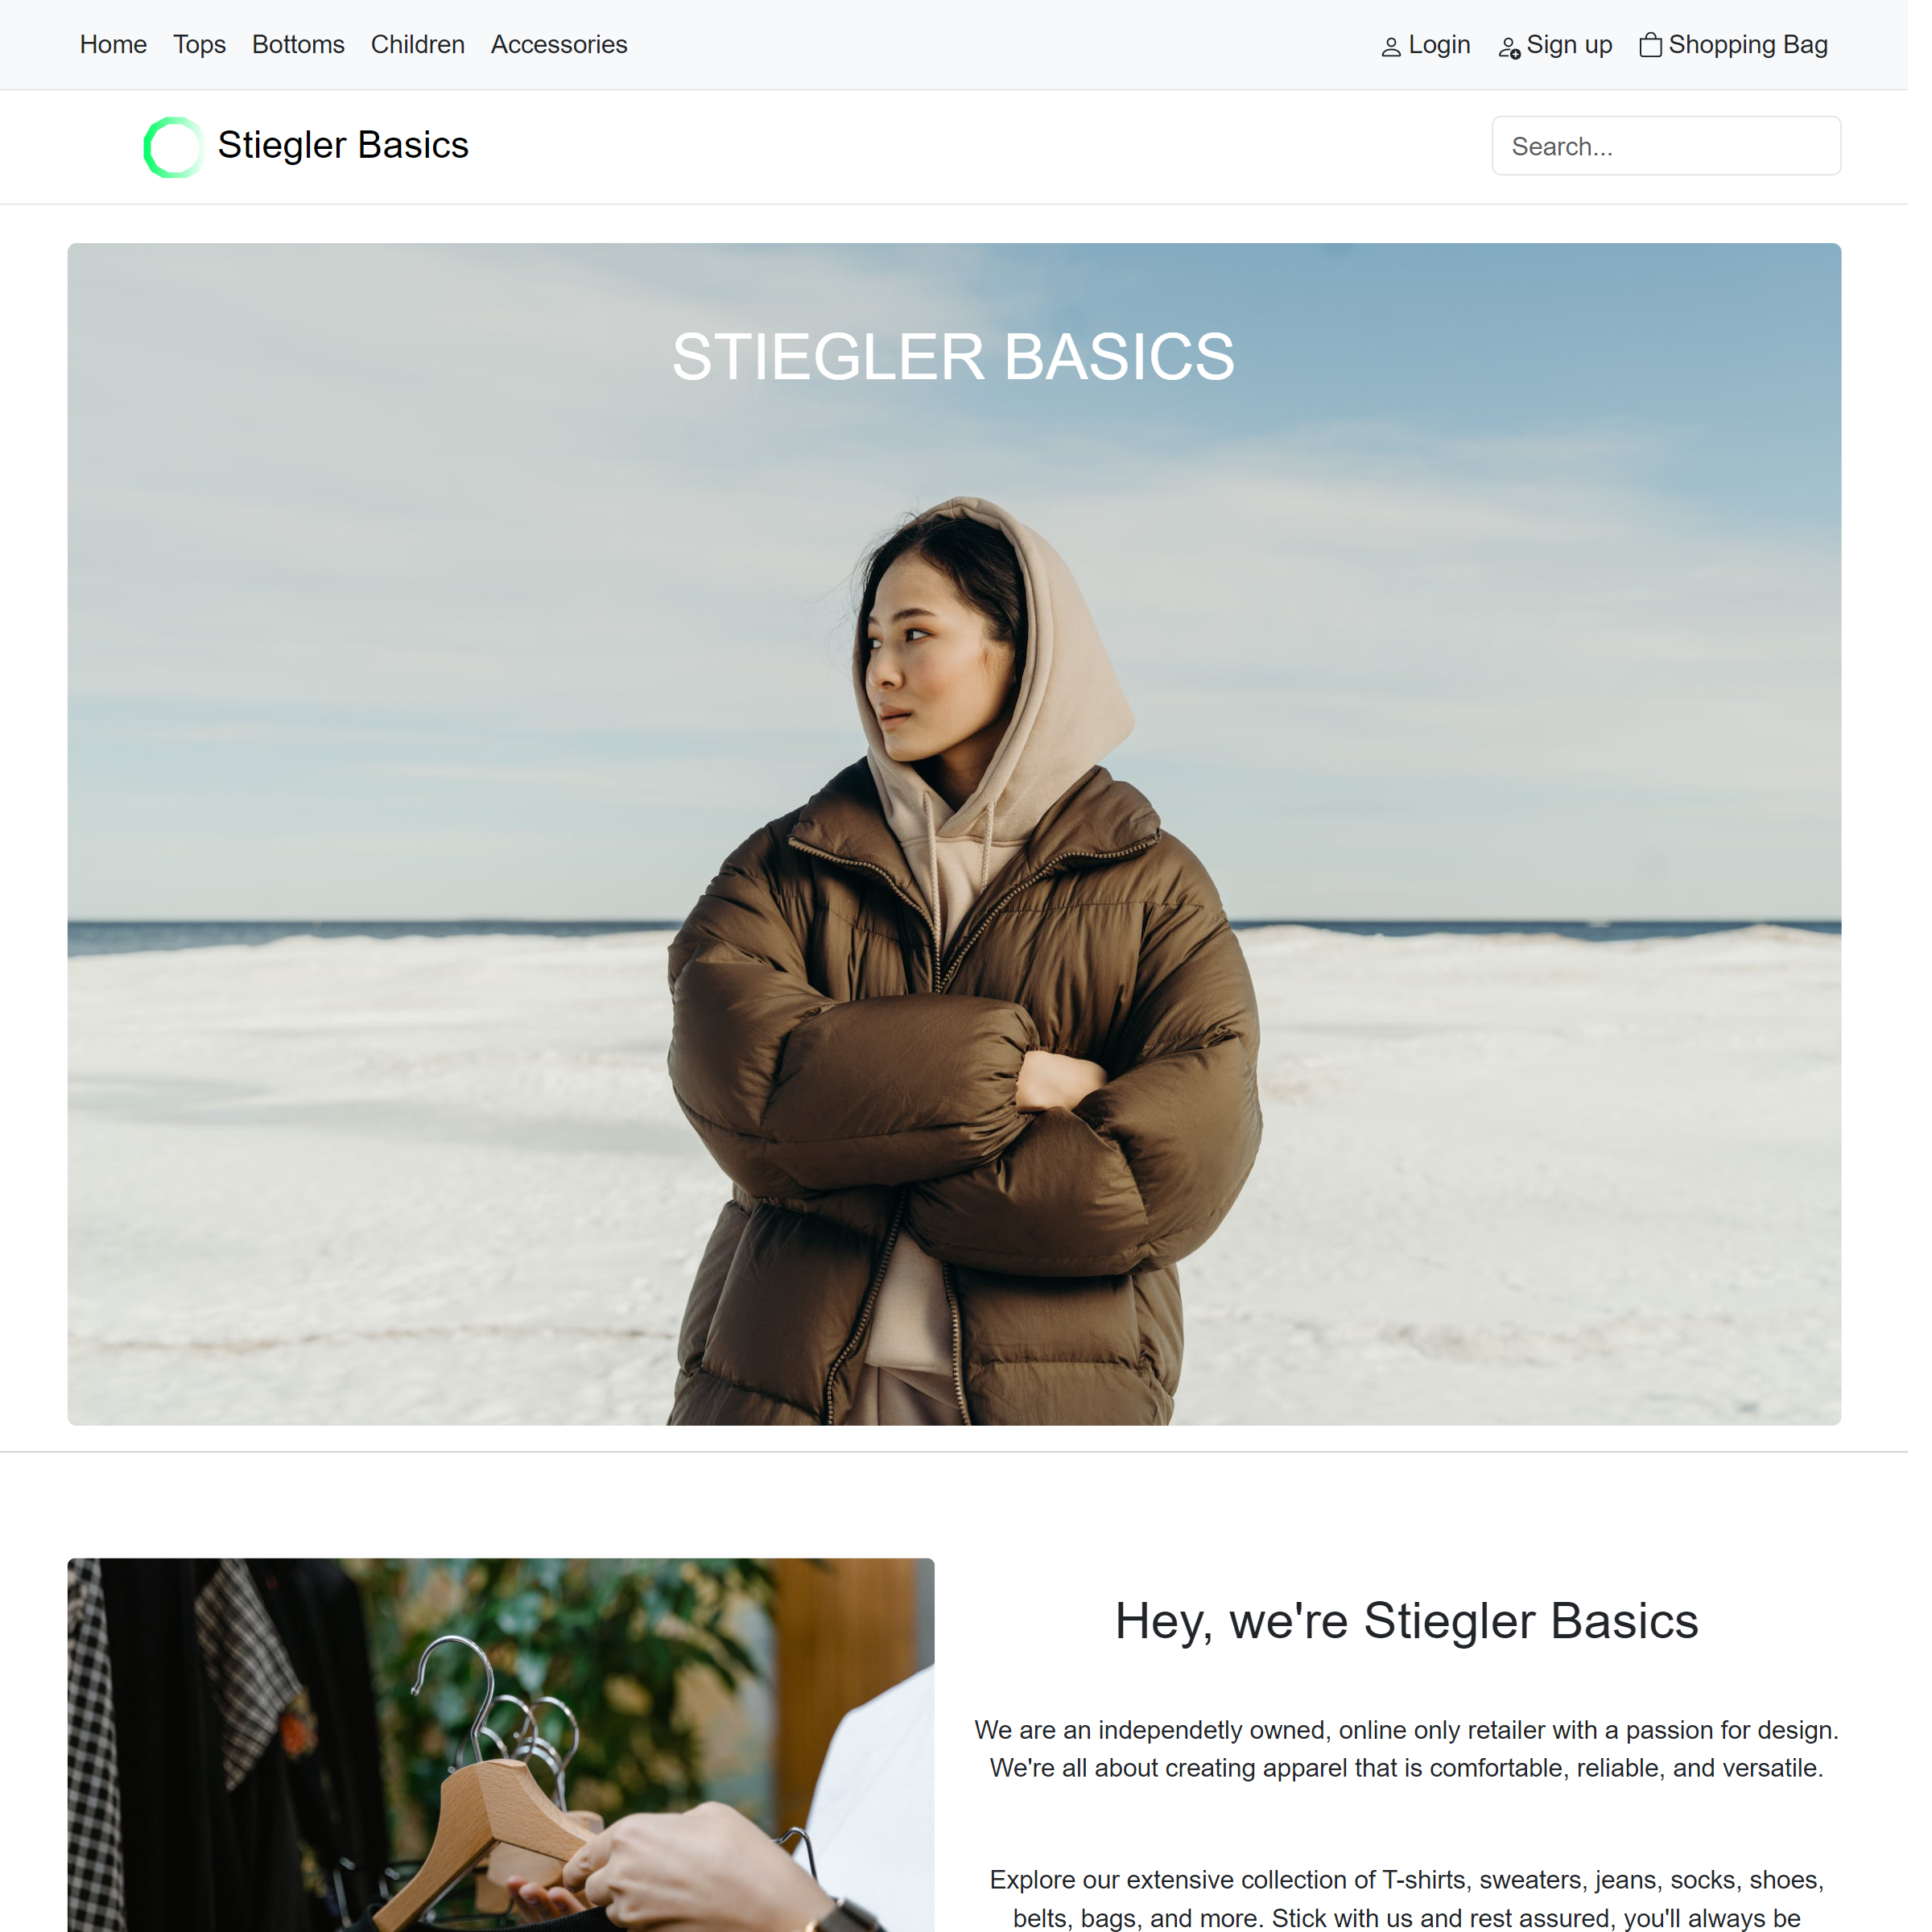 Home Tops Bottoms Children Accessories Login Sign up Shopping Bag
Stiegler Basics Search...
STIEGLER BASICS
Hey, we're Stiegler Basics
We are an independetly owned, online only retailer with a passion for design.
We're all about creating apparel that is comfortable, reliable, and versatile.
Explore our extensive collection of T-shirts, sweaters, jeans, socks, shoes,
belts, bags, and more. Stick with us and rest assured, you'll always be